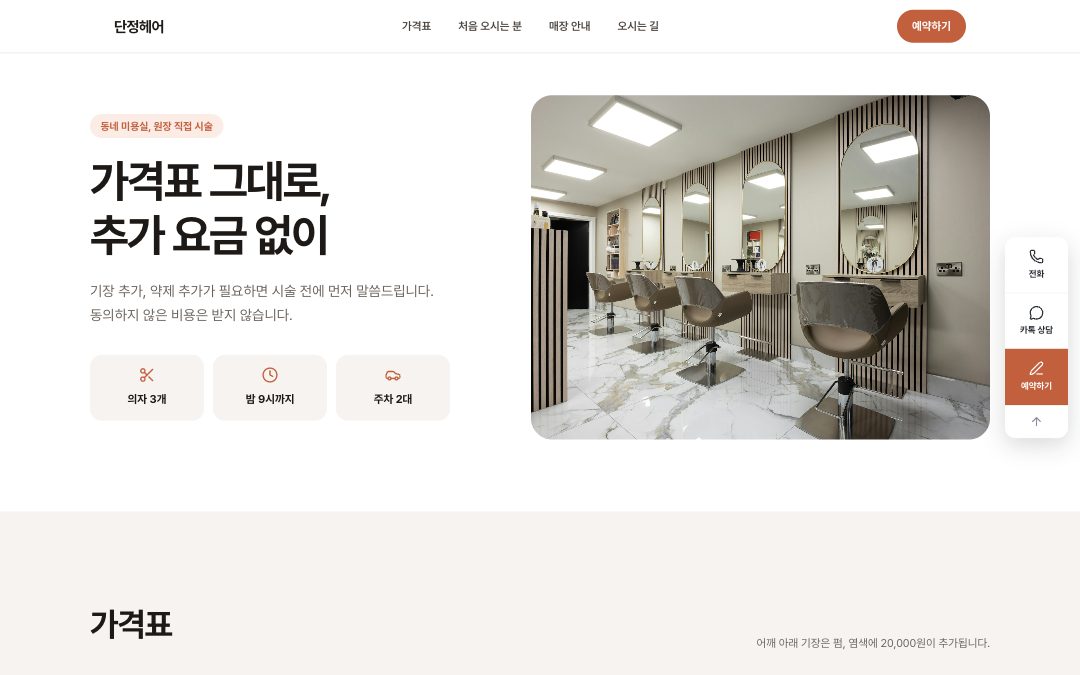 단정헤어
가격표
처음 오시는 분
매장 안내
오시는 길
예약하기
동네 미용실, 원장 직접 시술
가격표 그대로,
추가 요금 없이
기장 추가, 약제 추가가 필요하면 시술 전에 먼저 말씀드립니다.
동의하지 않은 비용은 받지 않습니다.
의자 3개
밤 9시까지
주차 2대
전화
카톡 상담
예약하기
가격표
어깨 아래 기장은 펌, 염색에 20,000원이 추가됩니다.